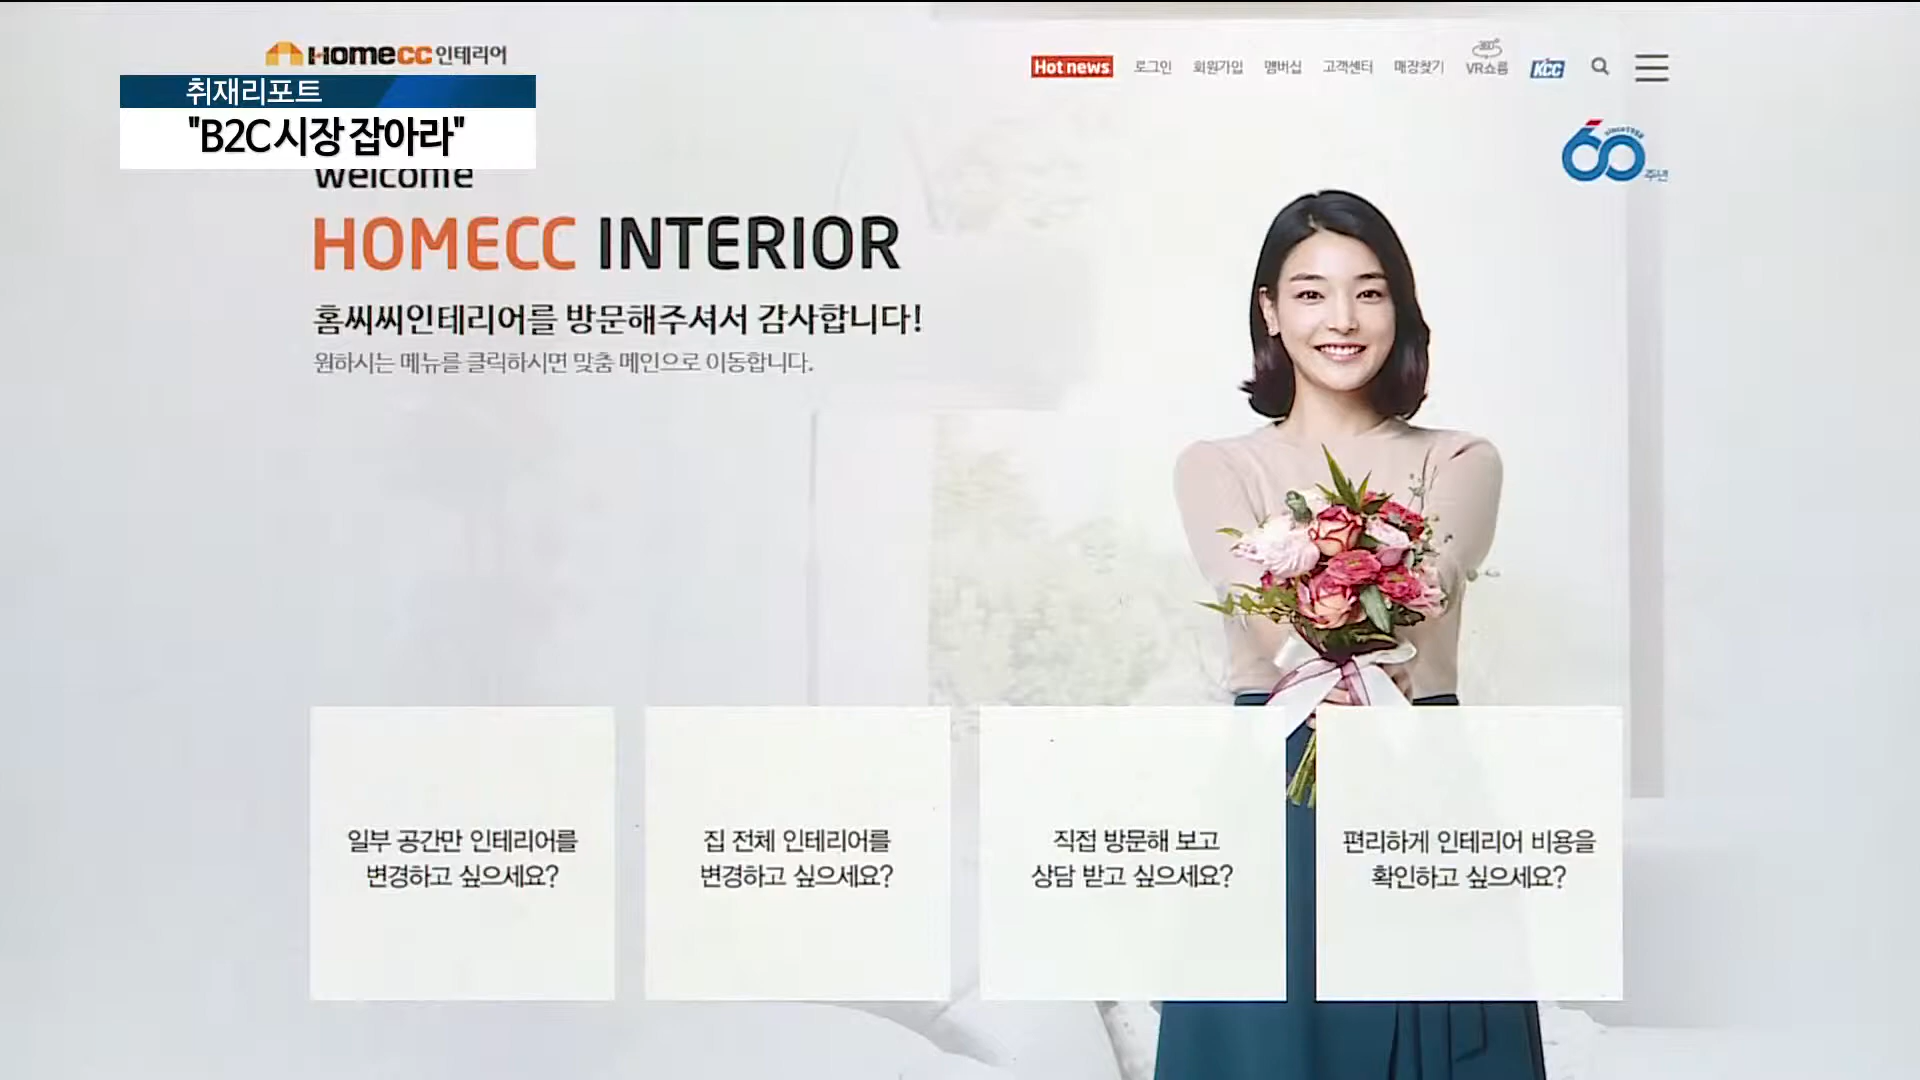 HomeCC 인테리어
Hot news 로그인 회원가입 멤버십 고객센터 매장찾기 VR쇼룸 KCC
360°
취재리포트
"B2C시장 잡아라"
60주년
welcome
HOMECC INTERIOR
홈씨씨인테리어를 방문해주셔서 감사합니다!
원하시는 메뉴를 클릭하시면 맞춤 메인으로 이동합니다.
일부 공간만 인테리어를
변경하고 싶으세요?
집 전체 인테리어를
변경하고 싶으세요?
직접 방문해 보고
상담 받고 싶으세요?
편리하게 인테리어 비용을
확인하고 싶으세요?